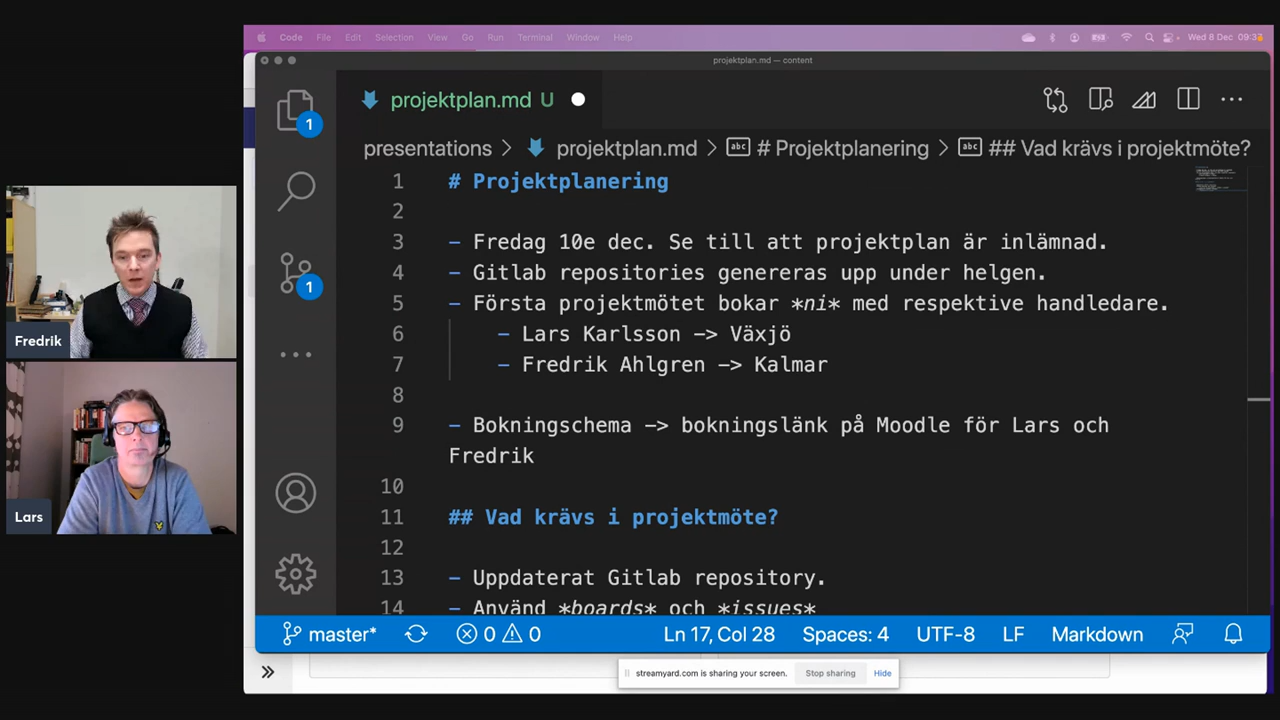 Code File Edit Selection View Go Run Terminal Window Help Wed 8 Dec
projektplan.md — content
projektplan.md U
1
presentations > projektplan.md > abc # Projektplanering > abc ## Vad krävs i projektmöte?
1 # Projektplanering
2
3 - Fredag 10e dec. Se till att projektplan är inlämnad.
4 - Gitlab repositories genereras upp under helgen.
1
5 - Första projektmötet bokar *ni* med respektive handledare.
6 - Lars Karlsson -> Växjö
Fredrik
7 - Fredrik Ahlgren -> Kalmar
8
9 - Bokningschema -> bokningslänk på Moodle för Lars och
Fredrik
10
11 ## Vad krävs i projektmöte?
Lars
12
13 - Uppdaterat Gitlab repository.
14 - Använd *boards* och *issues*
master* 0 0 Ln 17, Col 28 Spaces: 4 UTF-8 LF Markdown
streamyard.com is sharing your screen. Stop sharing Hide